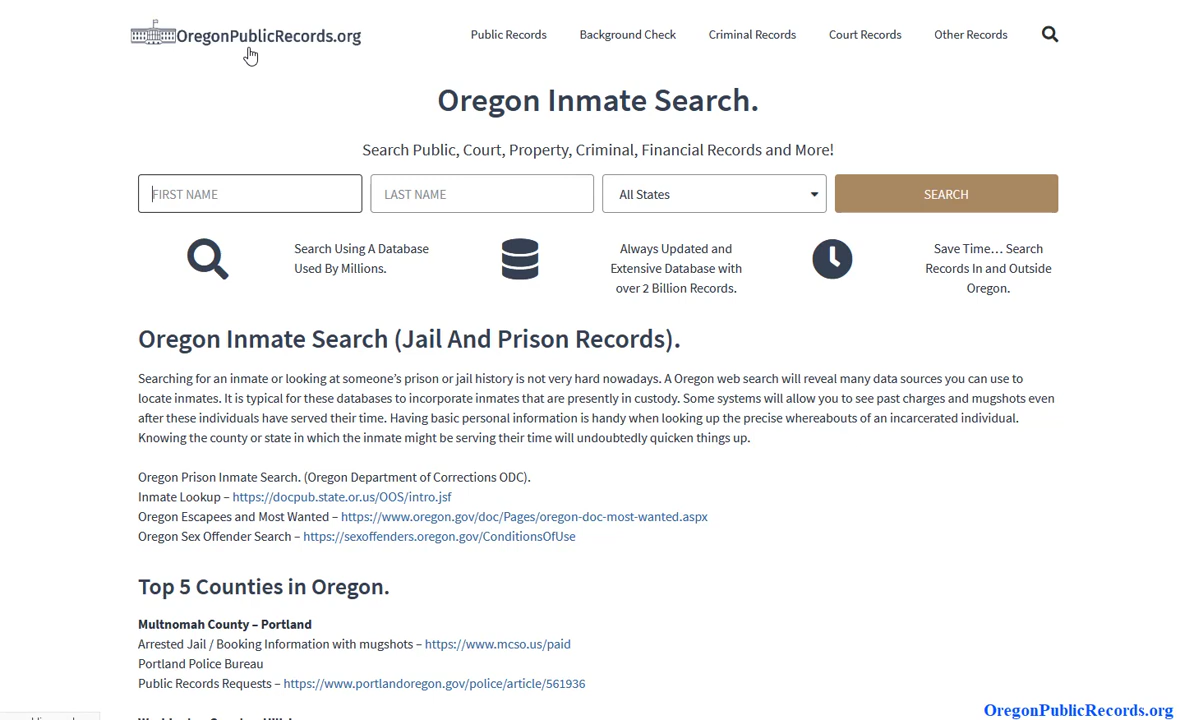 OregonPublicRecords.org
Public Records
Background Check
Criminal Records
Court Records
Other Records
Oregon Inmate Search.
Search Public, Court, Property, Criminal, Financial Records and More!
FIRST NAME
LAST NAME
All States
SEARCH
Search Using A Database
Used By Millions.
Always Updated and
Extensive Database with
over 2 Billion Records.
Save Time… Search
Records In and Outside
Oregon.
Oregon Inmate Search (Jail And Prison Records).
Searching for an inmate or looking at someone's prison or jail history is not very hard nowadays. A Oregon web search will reveal many data sources you can use to
locate inmates. It is typical for these databases to incorporate inmates that are presently in custody. Some systems will allow you to see past charges and mugshots even
after these individuals have served their time. Having basic personal information is handy when looking up the precise whereabouts of an incarcerated individual.
Knowing the county or state in which the inmate might be serving their time will undoubtedly quicken things up.
Oregon Prison Inmate Search. (Oregon Department of Corrections ODC).
Inmate Lookup – https://docpub.state.or.us/OOS/intro.jsf
Oregon Escapees and Most Wanted – https://www.oregon.gov/doc/Pages/oregon-doc-most-wanted.aspx
Oregon Sex Offender Search – https://sexoffenders.oregon.gov/ConditionsOfUse
Top 5 Counties in Oregon.
Multnomah County – Portland
Arrested Jail / Booking Information with mugshots – https://www.mcso.us/paid
Portland Police Bureau
Public Records Requests – https://www.portlandoregon.gov/police/article/561936
OregonPublicRecords.org